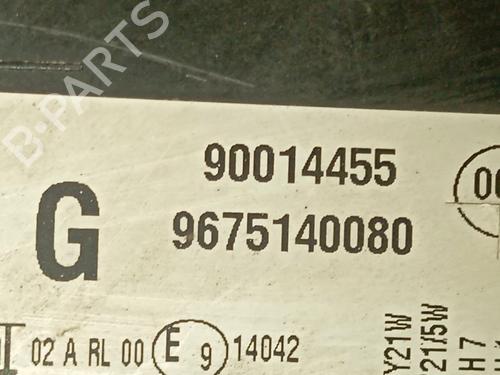 B-PARTS
90014455
G
9675140080
02 A RL 00 E 9 14042
Y21W
21/5W
H7